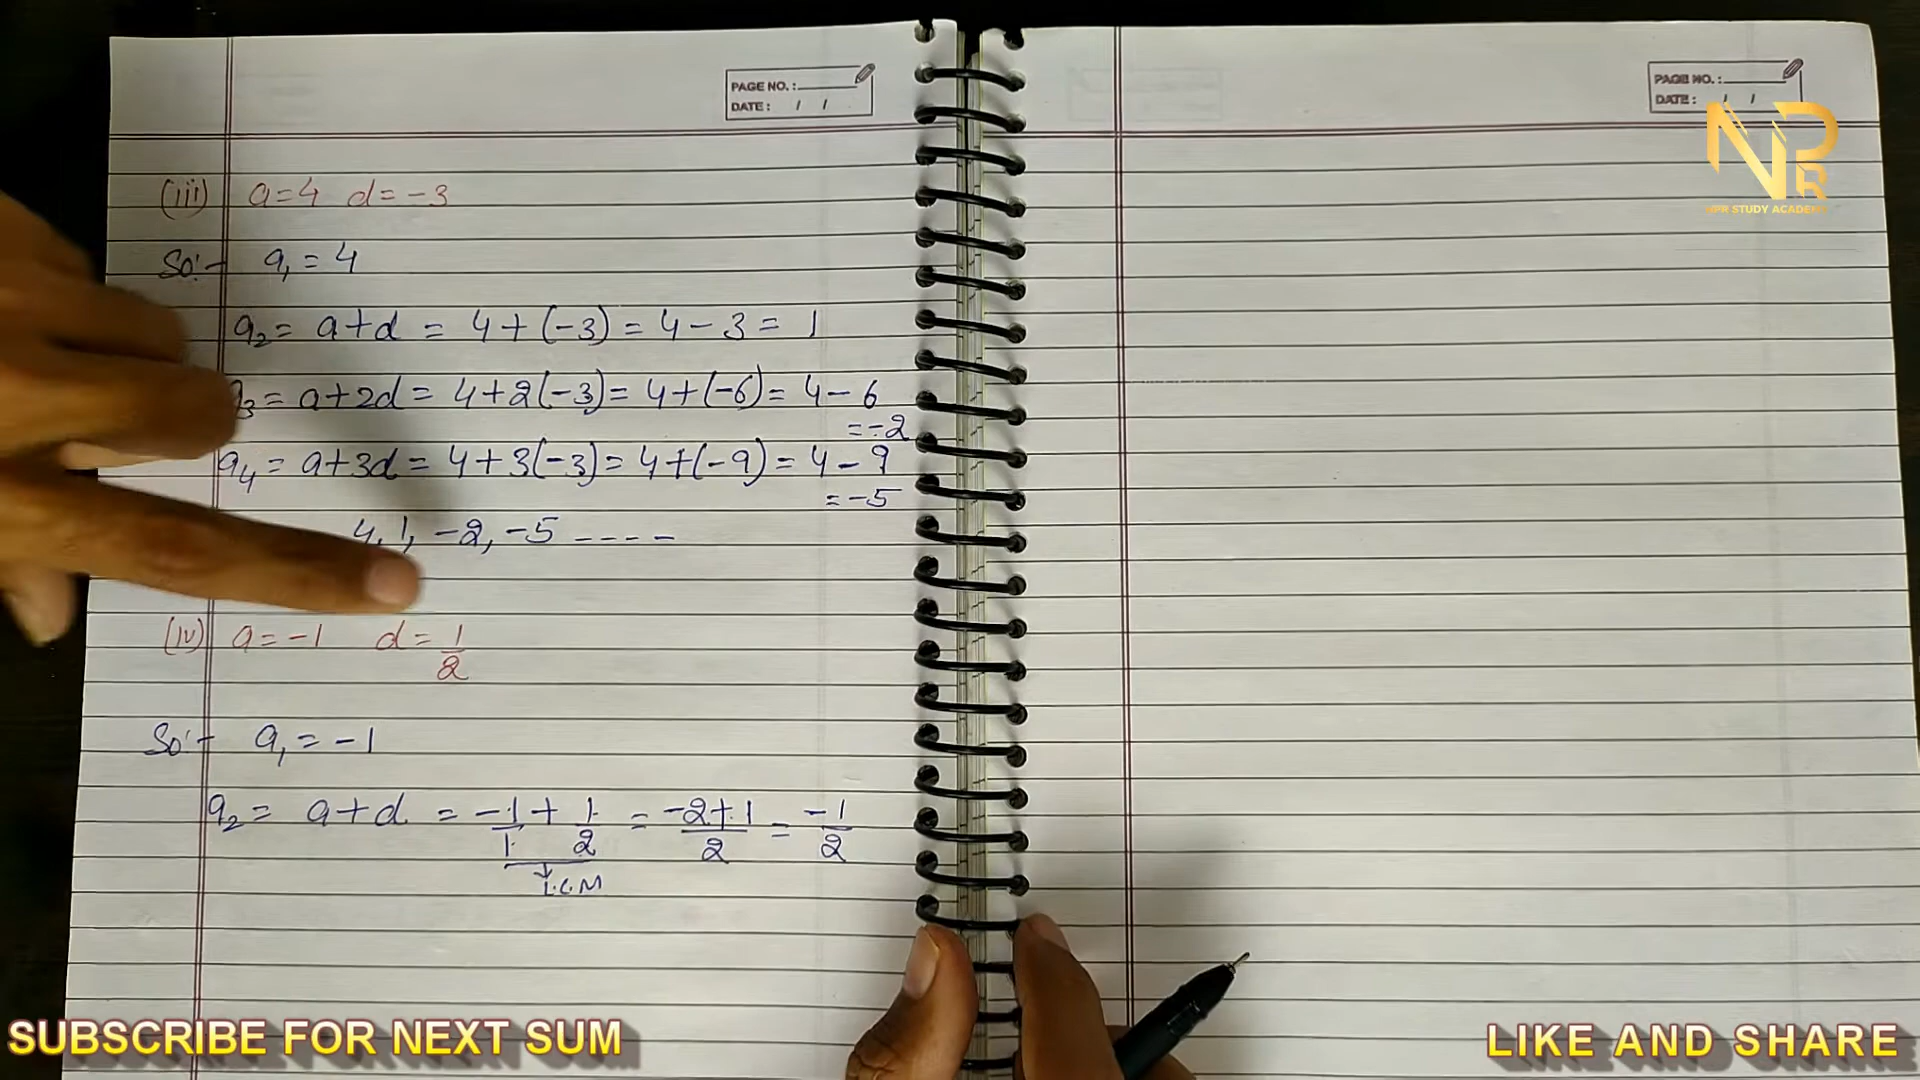 PAGE NO. :
DATE : / /
(iii) a = 4 d = -3
So:- a₁ = 4
a₂ = a + d = 4 + (-3) = 4 - 3 = 1
a₃ = a + 2d = 4 + 2(-3) = 4 + (-6) = 4 - 6
= -2
a₄ = a + 3d = 4 + 3(-3) = 4 + (-9) = 4 - 9
= -5
4, 1, -2, -5 ----
(iv) a = -1 d = 1/2
So:- a₁ = -1
a₂ = a + d = -1/1 + 1/2 = -2+1/2 = -1/2
L.C.M
PAGE NO. :
DATE : / /
NPR
NPR STUDY ACADEMY
SUBSCRIBE FOR NEXT SUM
LIKE AND SHARE